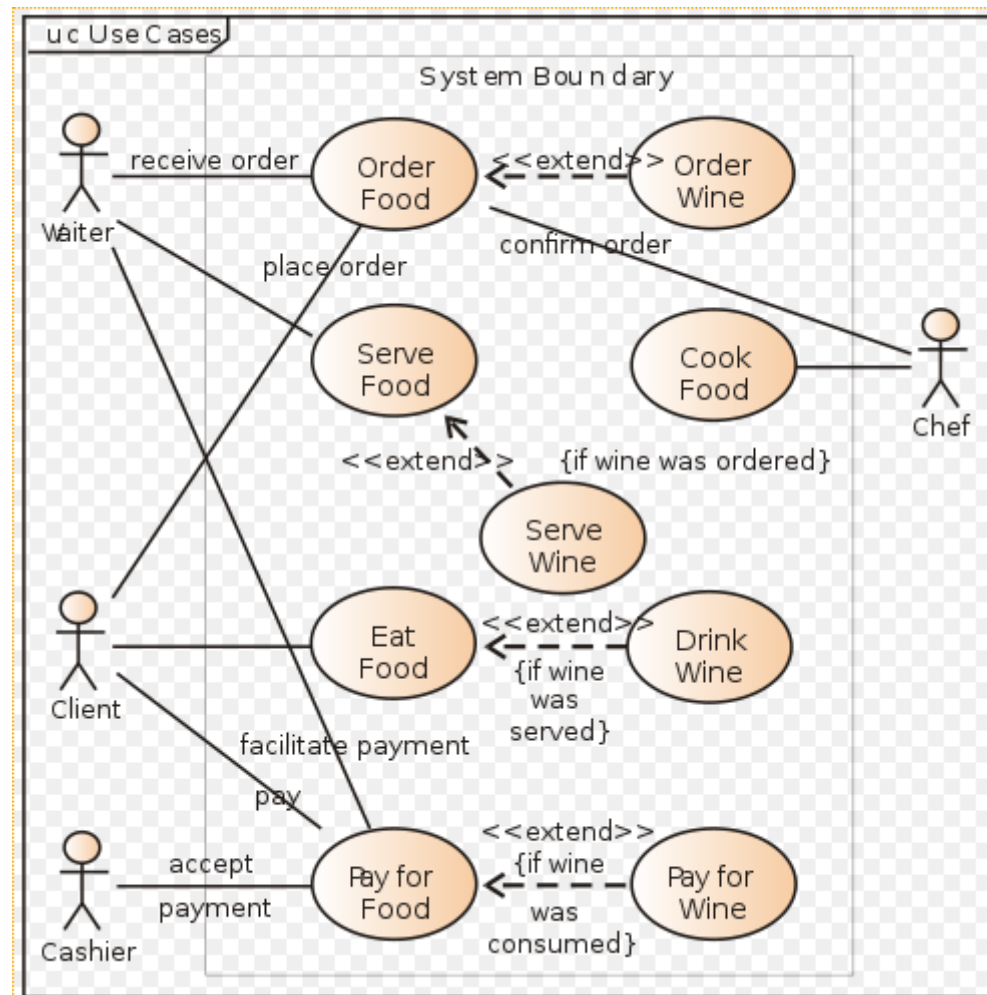 uc Use Cases
System Boundary
receive order
Order
Food
<<extend>>
Order
Wine
Waiter
confirm order
place order
Serve
Food
Cook
Food
Chef
<<extend>>
{if wine was ordered}
Serve
Wine
<<extend>>
Eat
Food
Drink
Wine
{if wine
was
served}
Client
facilitate payment
pay
<<extend>>
accept
{if wine
Pay for
Food
Pay for
Wine
payment
was
consumed}
Cashier